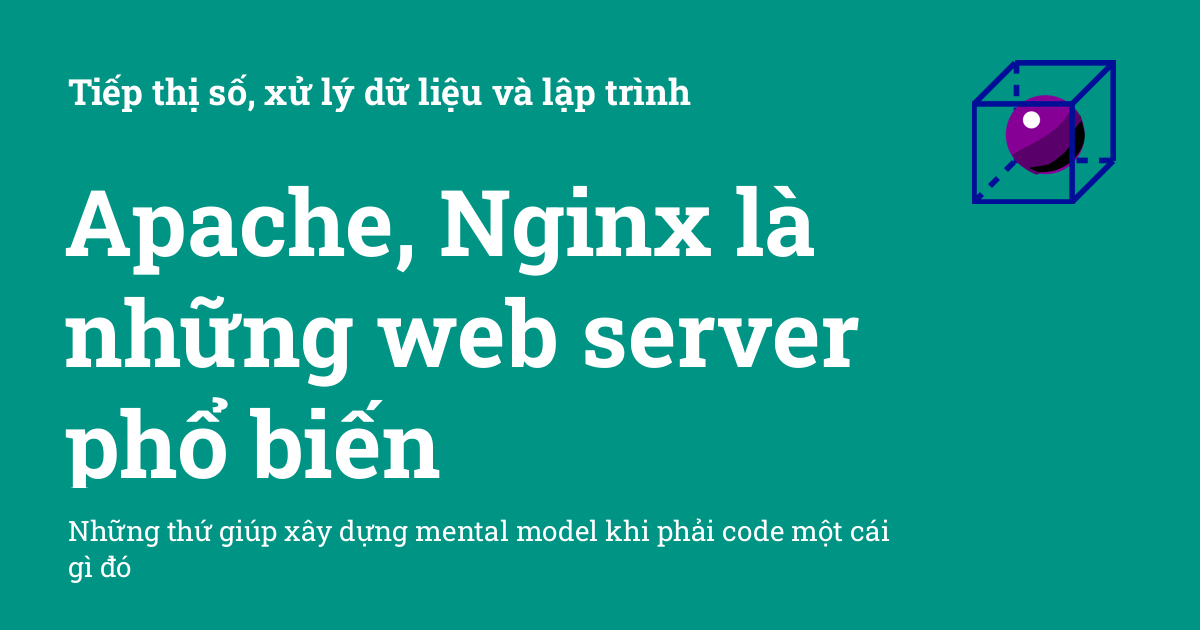 Tiếp thị số, xử lý dữ liệu và lập trình
Apache, Nginx là
những web server
phổ biến
Những thứ giúp xây dựng mental model khi phải code một cái
gì đó